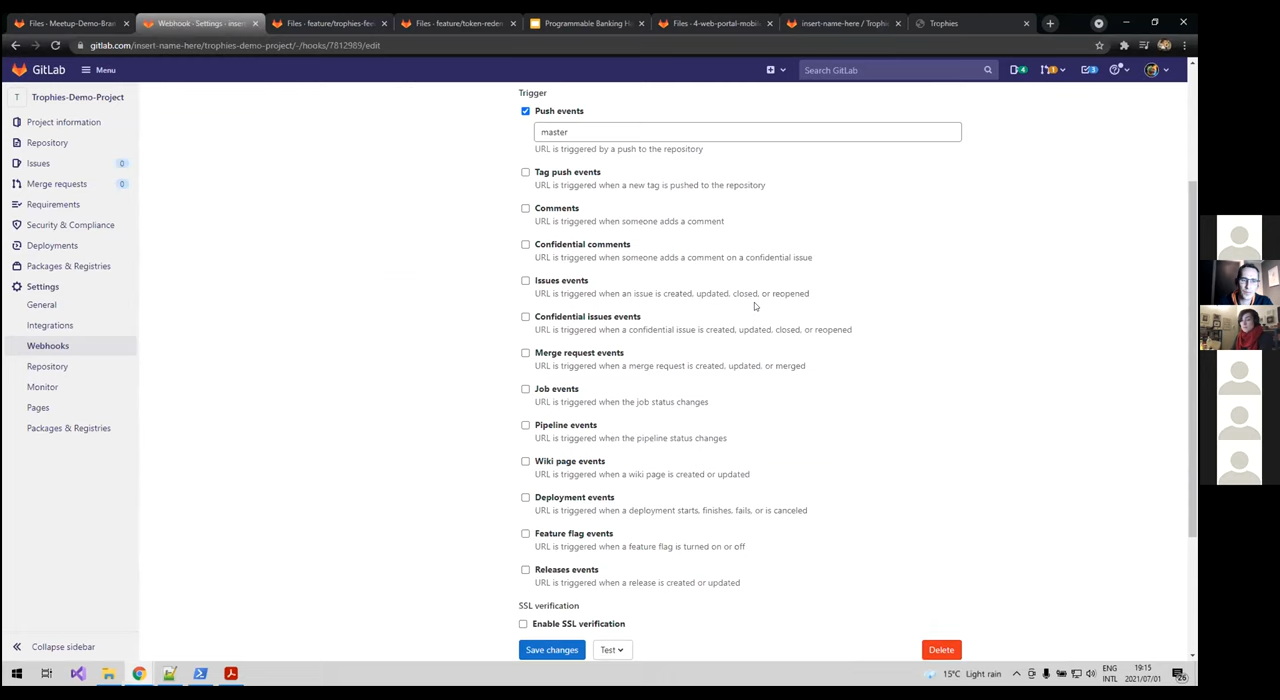 Files - Meetup-Demo-Bra
Webhook - Settings - inser
Files · feature/trophies-fee
Files · feature/token-reden
Programmable Banking H
Files · 4-web-portal-mobil
insert-name-here / Trophi
Trophies
gitlab.com/insert-name-here/trophies-demo-project/-/hooks/7812989/edit
GitLab
Menu
Search GitLab
4
1
3
T
Trophies-Demo-Project
Project information
Repository
Issues
0
Merge requests
0
Requirements
Security & Compliance
Deployments
Packages & Registries
Settings
General
Integrations
Webhooks
Repository
Monitor
Pages
Packages & Registries
Collapse sidebar
Trigger
Push events
master
URL is triggered by a push to the repository
Tag push events
URL is triggered when a new tag is pushed to the repository
Comments
URL is triggered when someone adds a comment
Confidential comments
URL is triggered when someone adds a comment on a confidential issue
Issues events
URL is triggered when an issue is created, updated, closed, or reopened
Confidential issues events
URL is triggered when a confidential issue is created, updated, closed, or reopened
Merge request events
URL is triggered when a merge request is created, updated, or merged
Job events
URL is triggered when the job status changes
Pipeline events
URL is triggered when the pipeline status changes
Wiki page events
URL is triggered when a wiki page is created or updated
Deployment events
URL is triggered when a deployment starts, finishes, fails, or is canceled
Feature flag events
URL is triggered when a feature flag is turned on or off
Releases events
URL is triggered when a release is created or updated
SSL verification
Enable SSL verification
Save changes
Test
Delete
15°C Light rain
ENG
INTL
19:15
2021/07/01
26